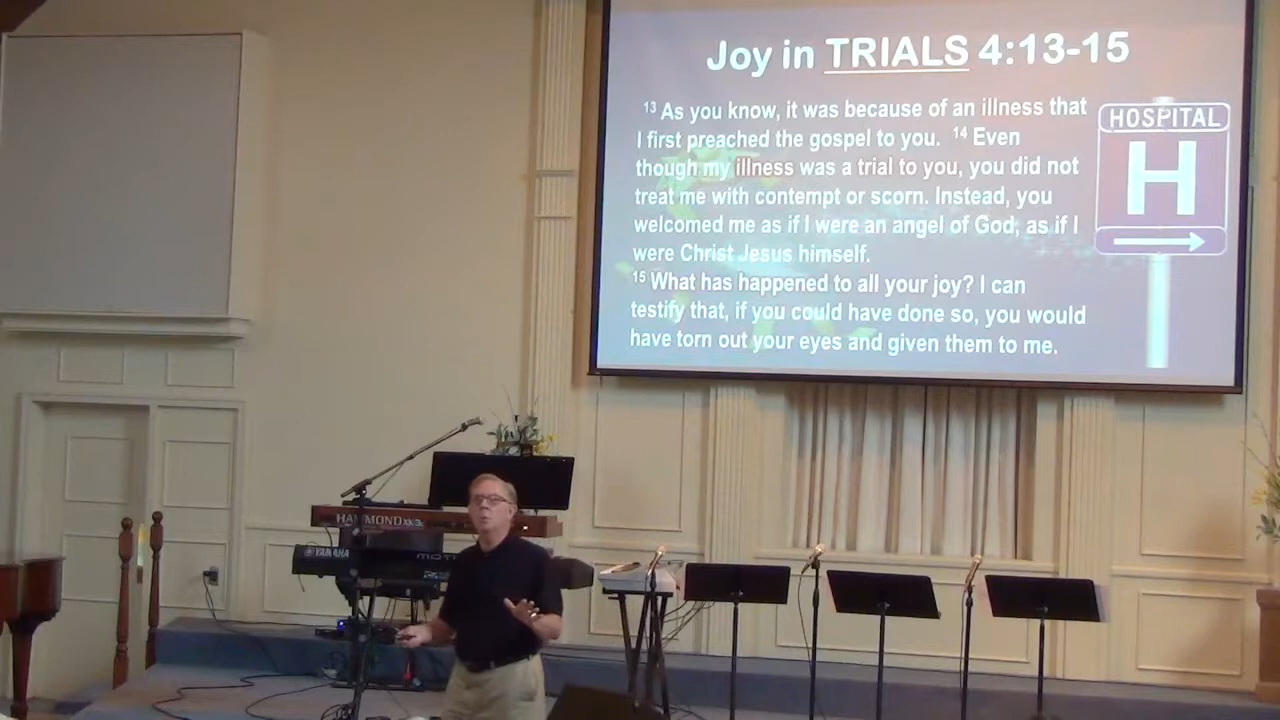 Joy in TRIALS 4:13-15
13 As you know, it was because of an illness that
I first preached the gospel to you. 14 Even
though my illness was a trial to you, you did not
treat me with contempt or scorn. Instead, you
welcomed me as if I were an angel of God, as if I
were Christ Jesus himself.
15 What has happened to all your joy? I can
testify that, if you could have done so, you would
have torn out your eyes and given them to me.
HOSPITAL
H
HAMMOND XK-3c
YAMAHA
MOTIF